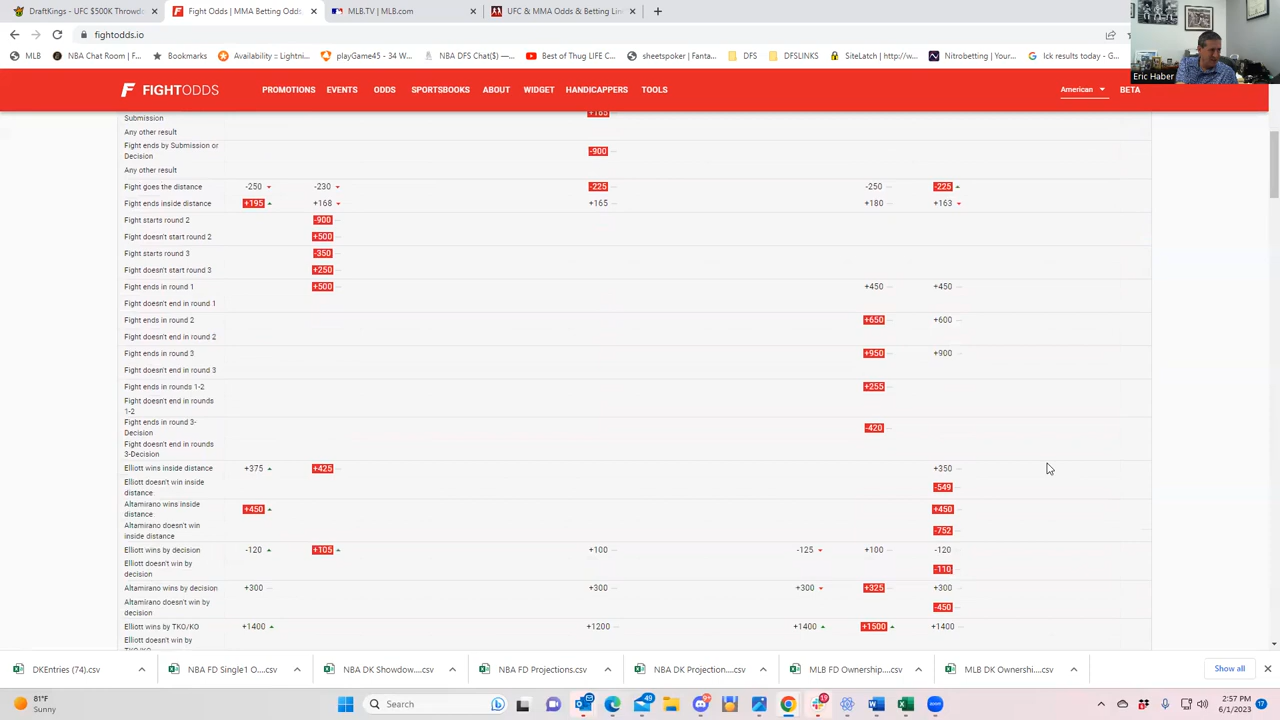 DraftKings - UFC $500K Throwdo
Fight Odds | MMA Betting Odds,
MLB.TV | MLB.com
UFC & MMA Odds & Betting Lin
fightodds.io
MLB
NBA Chat Room - F...
Bookmarks
Availability :: Lightni...
playGame45 - 34 W...
NBA DFS Chat($) —...
Best of Thug LIFE C...
sheetspoker | Fanta...
DFS
DFSLINKS
SiteLatch | http://w...
Nitrobetting | Your...
lck results today - G...
Eric Haber
FIGHTODDS
PROMOTIONS
EVENTS
ODDS
SPORTSBOOKS
ABOUT
WIDGET
HANDICAPPERS
TOOLS
American
BETA
Submission +165
Any other result
Fight ends by Submission or
Decision
-900
Any other result
Fight goes the distance -250 -230 -225 -250 -225
Fight ends inside distance +195 +168 +165 +180 +163
Fight starts round 2 -900
Fight doesn't start round 2 +500
Fight starts round 3 -350
Fight doesn't start round 3 +250
Fight ends in round 1 +500 +450 +450
Fight doesn't end in round 1
Fight ends in round 2 +650 +600
Fight doesn't end in round 2
Fight ends in round 3 +950 +900
Fight doesn't end in round 3
Fight ends in rounds 1-2 +255
Fight doesn't end in rounds
1-2
Fight ends in round 3-
Decision
-420
Fight doesn't end in rounds
3-Decision
Elliott wins inside distance +375 +425 +350
Elliott doesn't win inside
distance
-549
Altamirano wins inside
distance
+450 +450
Altamirano doesn't win
inside distance
-752
Elliott wins by decision -120 +105 +100 -125 +100 -120
Elliott doesn't win by
decision
-110
Altamirano wins by decision +300 +300 +300 +325 +300
Altamirano doesn't win by
decision
-450
Elliott wins by TKO/KO +1400 +1200 +1400 +1500 +1400
Elliott doesn't win by
DKEntries (74).csv
NBA DK Single1 O....csv
NBA DK Showdow....csv
NBA FD Projections.csv
NBA DK Projection....csv
MLB FD Ownership....csv
MLB DK Ownershi....csv
Show all
81°F
Sunny
Search
49
19
2:57 PM
6/1/2023
17